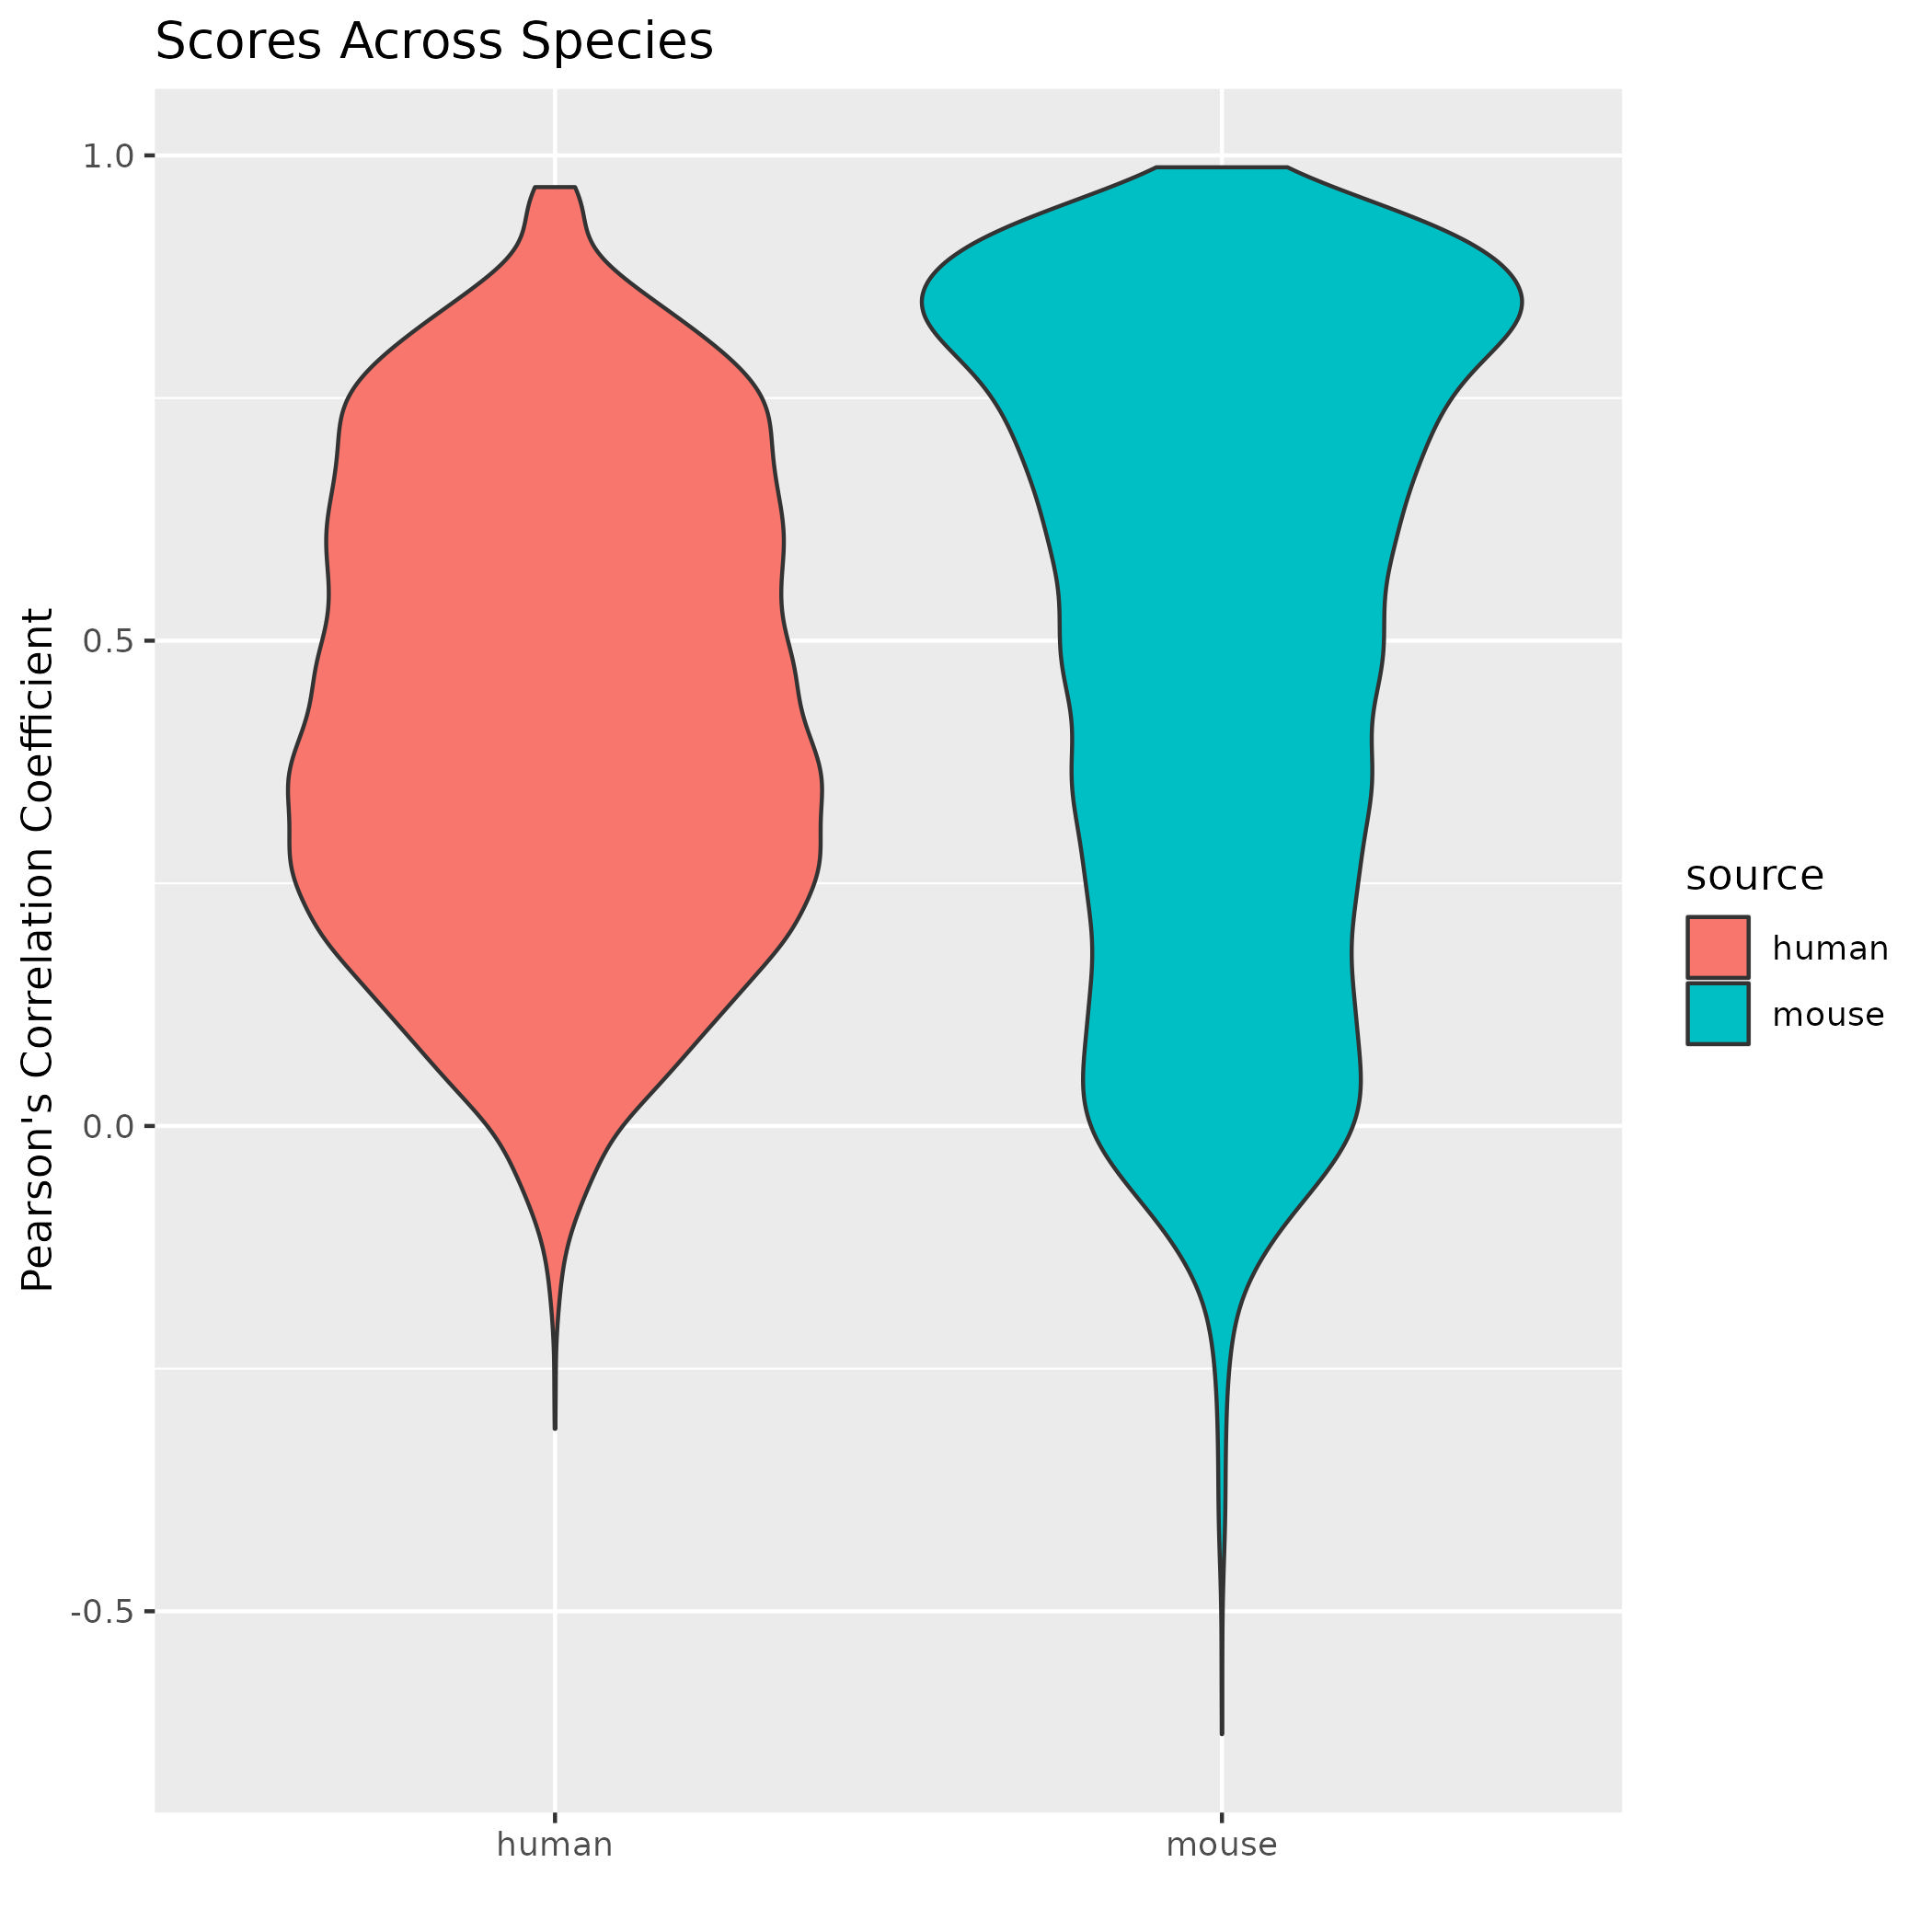 Scores Across Species
Pearson's Correlation Coefficient
1.0
0.5
0.0
-0.5
human
mouse
source
human
mouse